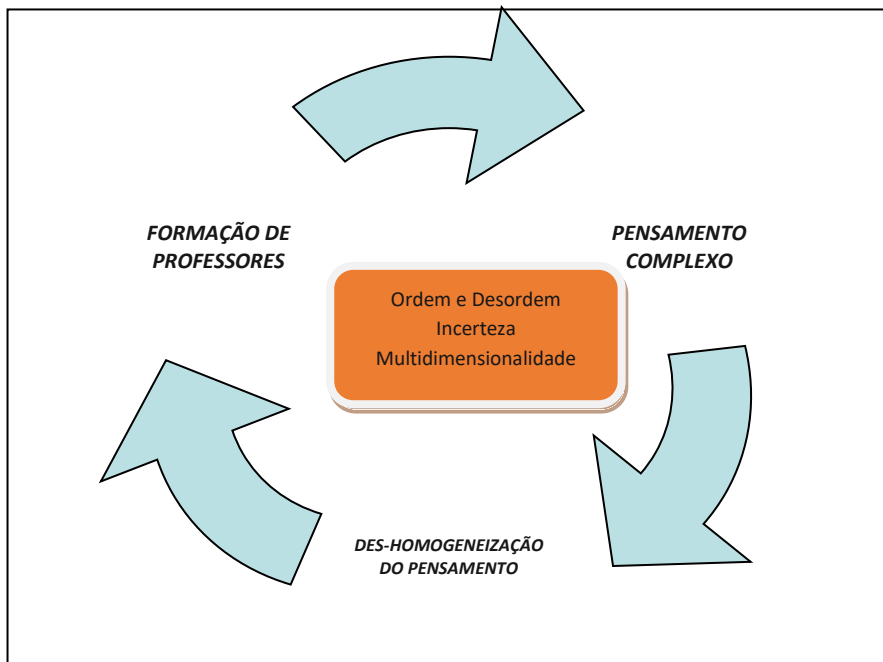 FORMAÇÃO DE
PROFESSORES
PENSAMENTO
COMPLEXO
Ordem e Desordem
Incerteza
Multidimensionalidade
DES-HOMOGENEIZAÇÃO
DO PENSAMENTO